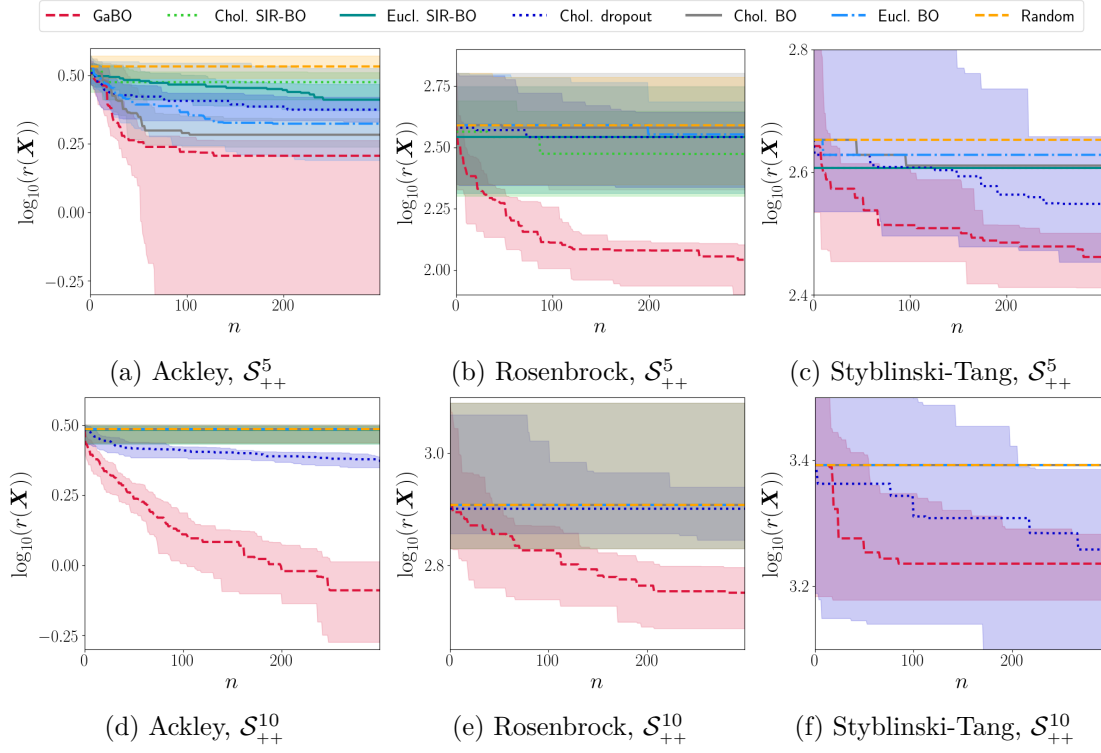 GaBO Chol. SIR-BO Eucl. SIR-BO Chol. dropout Chol. BO Eucl. BO Random
log₁₀(r(X))
0.50
0.25
0.00
−0.25
0 100 200
n
(a) Ackley, 𝒮⁵₊₊
log₁₀(r(X))
2.75
2.50
2.25
2.00
0 100 200
n
(b) Rosenbrock, 𝒮⁵₊₊
log₁₀(r(X))
2.8
2.6
2.4
0 100 200
n
(c) Styblinski-Tang, 𝒮⁵₊₊
log₁₀(r(X))
0.50
0.25
0.00
−0.25
0 100 200
n
(d) Ackley, 𝒮¹⁰₊₊
log₁₀(r(X))
3.0
2.8
0 100 200
n
(e) Rosenbrock, 𝒮¹⁰₊₊
log₁₀(r(X))
3.4
3.2
0 100 200
n
(f) Styblinski-Tang, 𝒮¹⁰₊₊